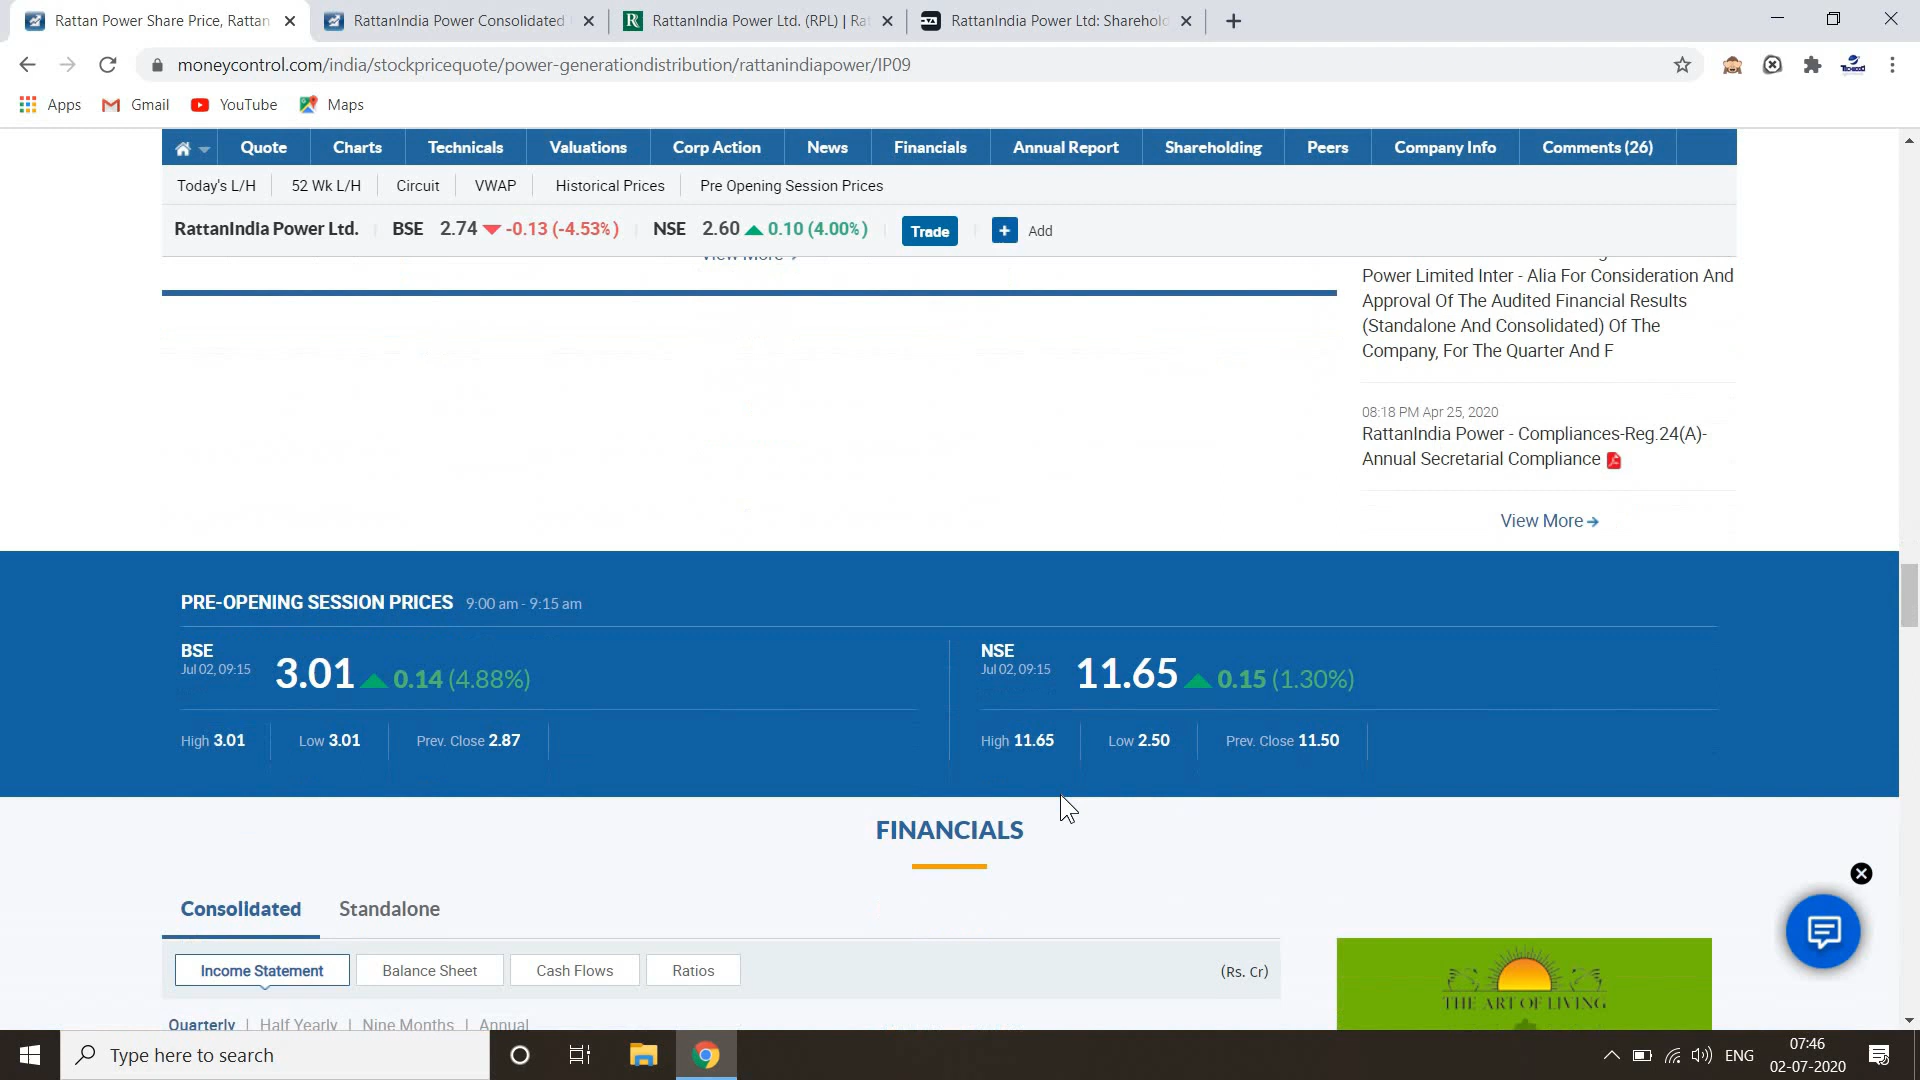 Rattan Power Share Price, Rattan
RattanIndia Power Consolidated
RattanIndia Power Ltd. (RPL) | Rat
RattanIndia Power Ltd: Sharehold
moneycontrol.com/india/stockpricequote/power-generationdistribution/rattanindiapower/IP09
Apps Gmail YouTube Maps
Quote Charts Technicals Valuations Corp Action News Financials Annual Report Shareholding Peers Company Info Comments (26)
Today's L/H 52 Wk L/H Circuit VWAP Historical Prices Pre Opening Session Prices
RattanIndia Power Ltd. BSE 2.74 -0.13 (-4.53%) NSE 2.60 0.10 (4.00%) Trade + Add
View More
Power Limited Inter - Alia For Consideration And
Approval Of The Audited Financial Results
(Standalone And Consolidated) Of The
Company, For The Quarter And F
08:18 PM Apr 25, 2020
RattanIndia Power - Compliances-Reg.24(A)-
Annual Secretarial Compliance
View More
PRE-OPENING SESSION PRICES 9:00 am - 9:15 am
BSE
Jul 02, 09:15
3.01 0.14 (4.88%)
High 3.01 Low 3.01 Prev. Close 2.87
NSE
Jul 02, 09:15
11.65 0.15 (1.30%)
High 11.65 Low 2.50 Prev. Close 11.50
FINANCIALS
Consolidated Standalone
Income Statement Balance Sheet Cash Flows Ratios (Rs. Cr)
Quarterly | Half Yearly | Nine Months | Annual
THE ART OF LIVING
Type here to search
ENG
07:46
02-07-2020